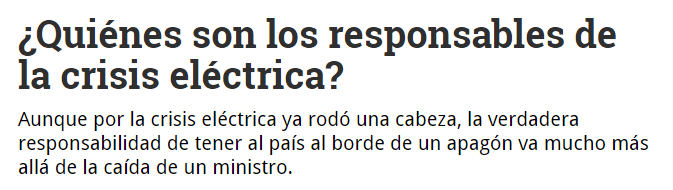 ¿Quiénes son los responsables de
la crisis eléctrica?
Aunque por la crisis eléctrica ya rodó una cabeza, la verdadera
responsabilidad de tener al país al borde de un apagón va mucho más
allá de la caída de un ministro.